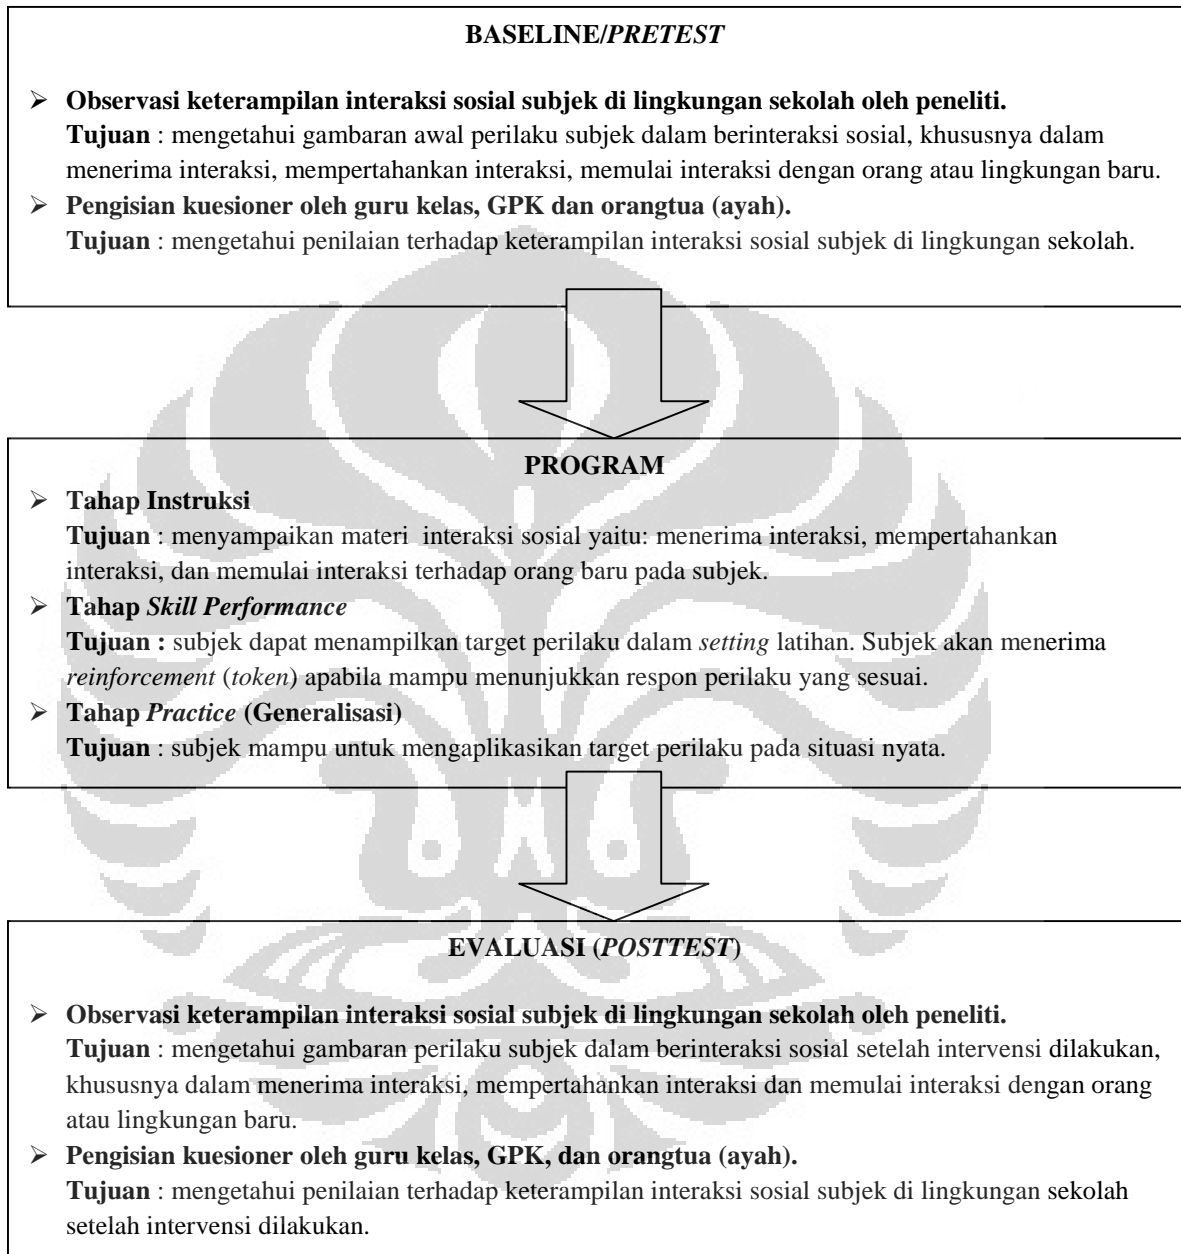 BASELINE/PRETEST
➢ Observasi keterampilan interaksi sosial subjek di lingkungan sekolah oleh peneliti.
Tujuan : mengetahui gambaran awal perilaku subjek dalam berinteraksi sosial, khususnya dalam
menerima interaksi, mempertahankan interaksi, memulai interaksi dengan orang atau lingkungan baru.
➢ Pengisian kuesioner oleh guru kelas, GPK dan orangtua (ayah).
Tujuan : mengetahui penilaian terhadap keterampilan interaksi sosial subjek di lingkungan sekolah.
PROGRAM
➢ Tahap Instruksi
Tujuan : menyampaikan materi interaksi sosial yaitu: menerima interaksi, mempertahankan
interaksi, dan memulai interaksi terhadap orang baru pada subjek.
➢ Tahap Skill Performance
Tujuan : subjek dapat menampilkan target perilaku dalam setting latihan. Subjek akan menerima
reinforcement (token) apabila mampu menunjukkan respon perilaku yang sesuai.
➢ Tahap Practice (Generalisasi)
Tujuan : subjek mampu untuk mengaplikasikan target perilaku pada situasi nyata.
EVALUASI (POSTTEST)
➢ Observasi keterampilan interaksi sosial subjek di lingkungan sekolah oleh peneliti.
Tujuan : mengetahui gambaran perilaku subjek dalam berinteraksi sosial setelah intervensi dilakukan,
khususnya dalam menerima interaksi, mempertahankan interaksi dan memulai interaksi dengan orang
atau lingkungan baru.
➢ Pengisian kuesioner oleh guru kelas, GPK, dan orangtua (ayah).
Tujuan : mengetahui penilaian terhadap keterampilan interaksi sosial subjek di lingkungan sekolah
setelah intervensi dilakukan.